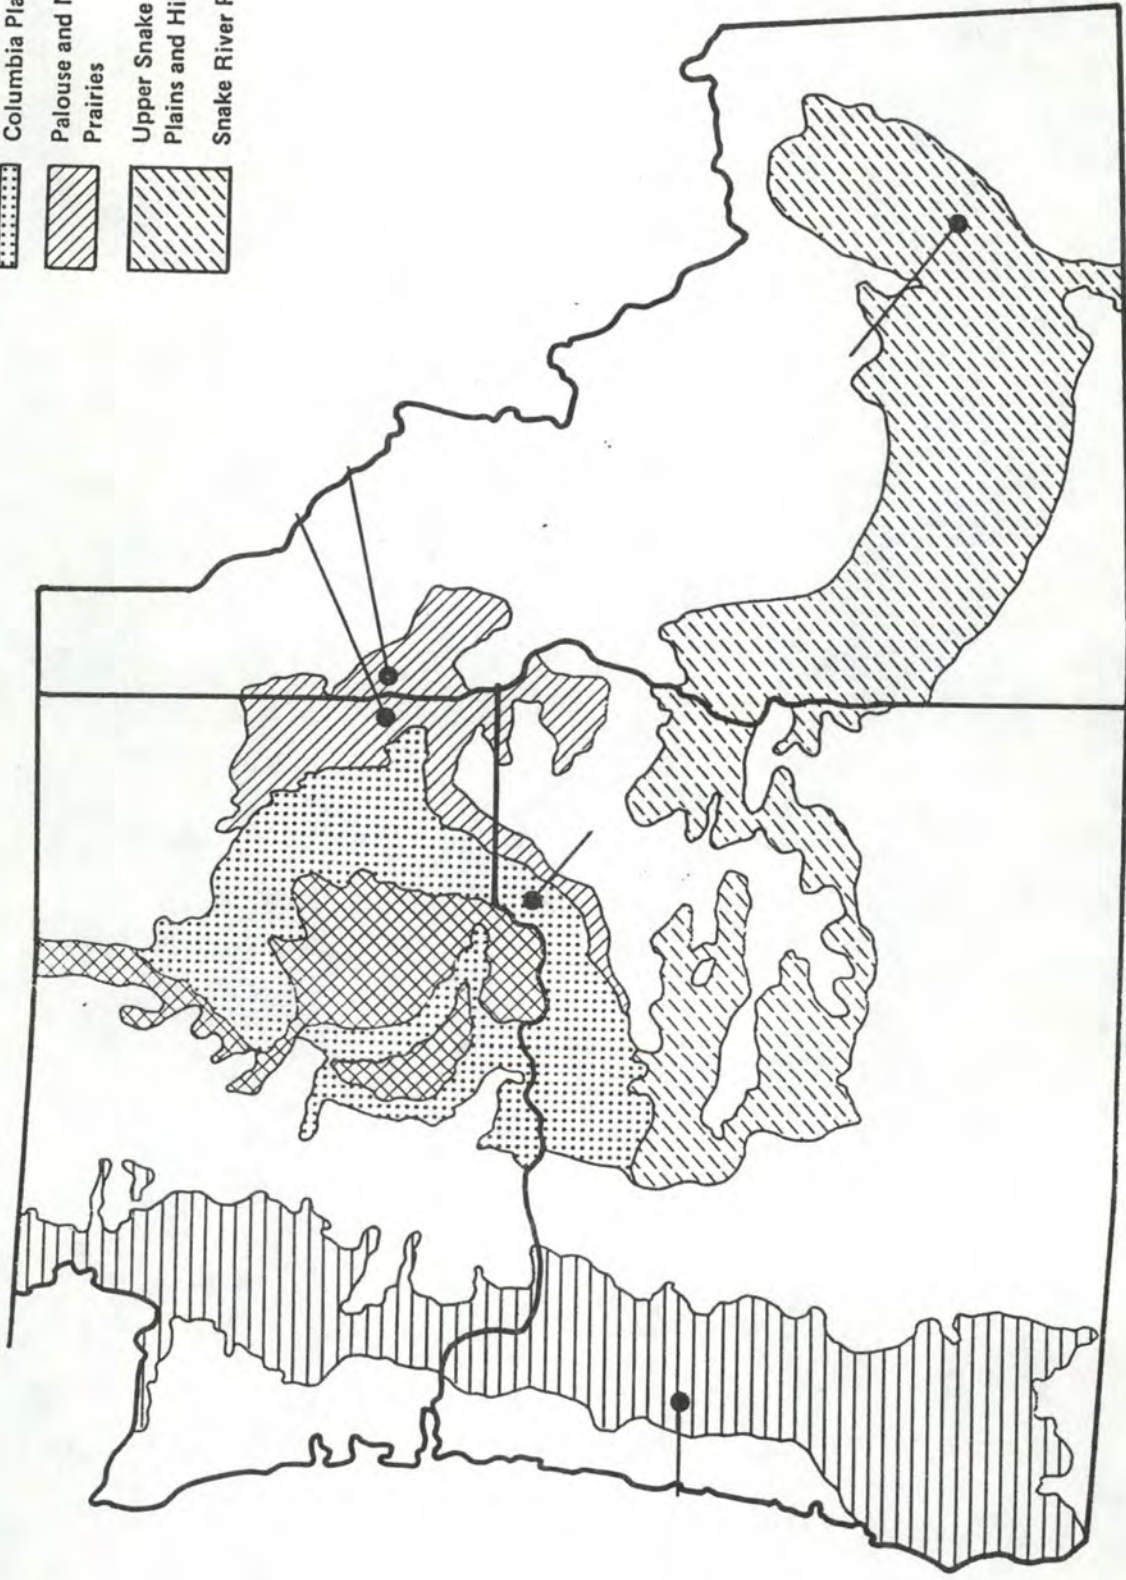 Columbia Pla
Palouse and
Prairies
Upper Snake
Plains and Hi
Snake River